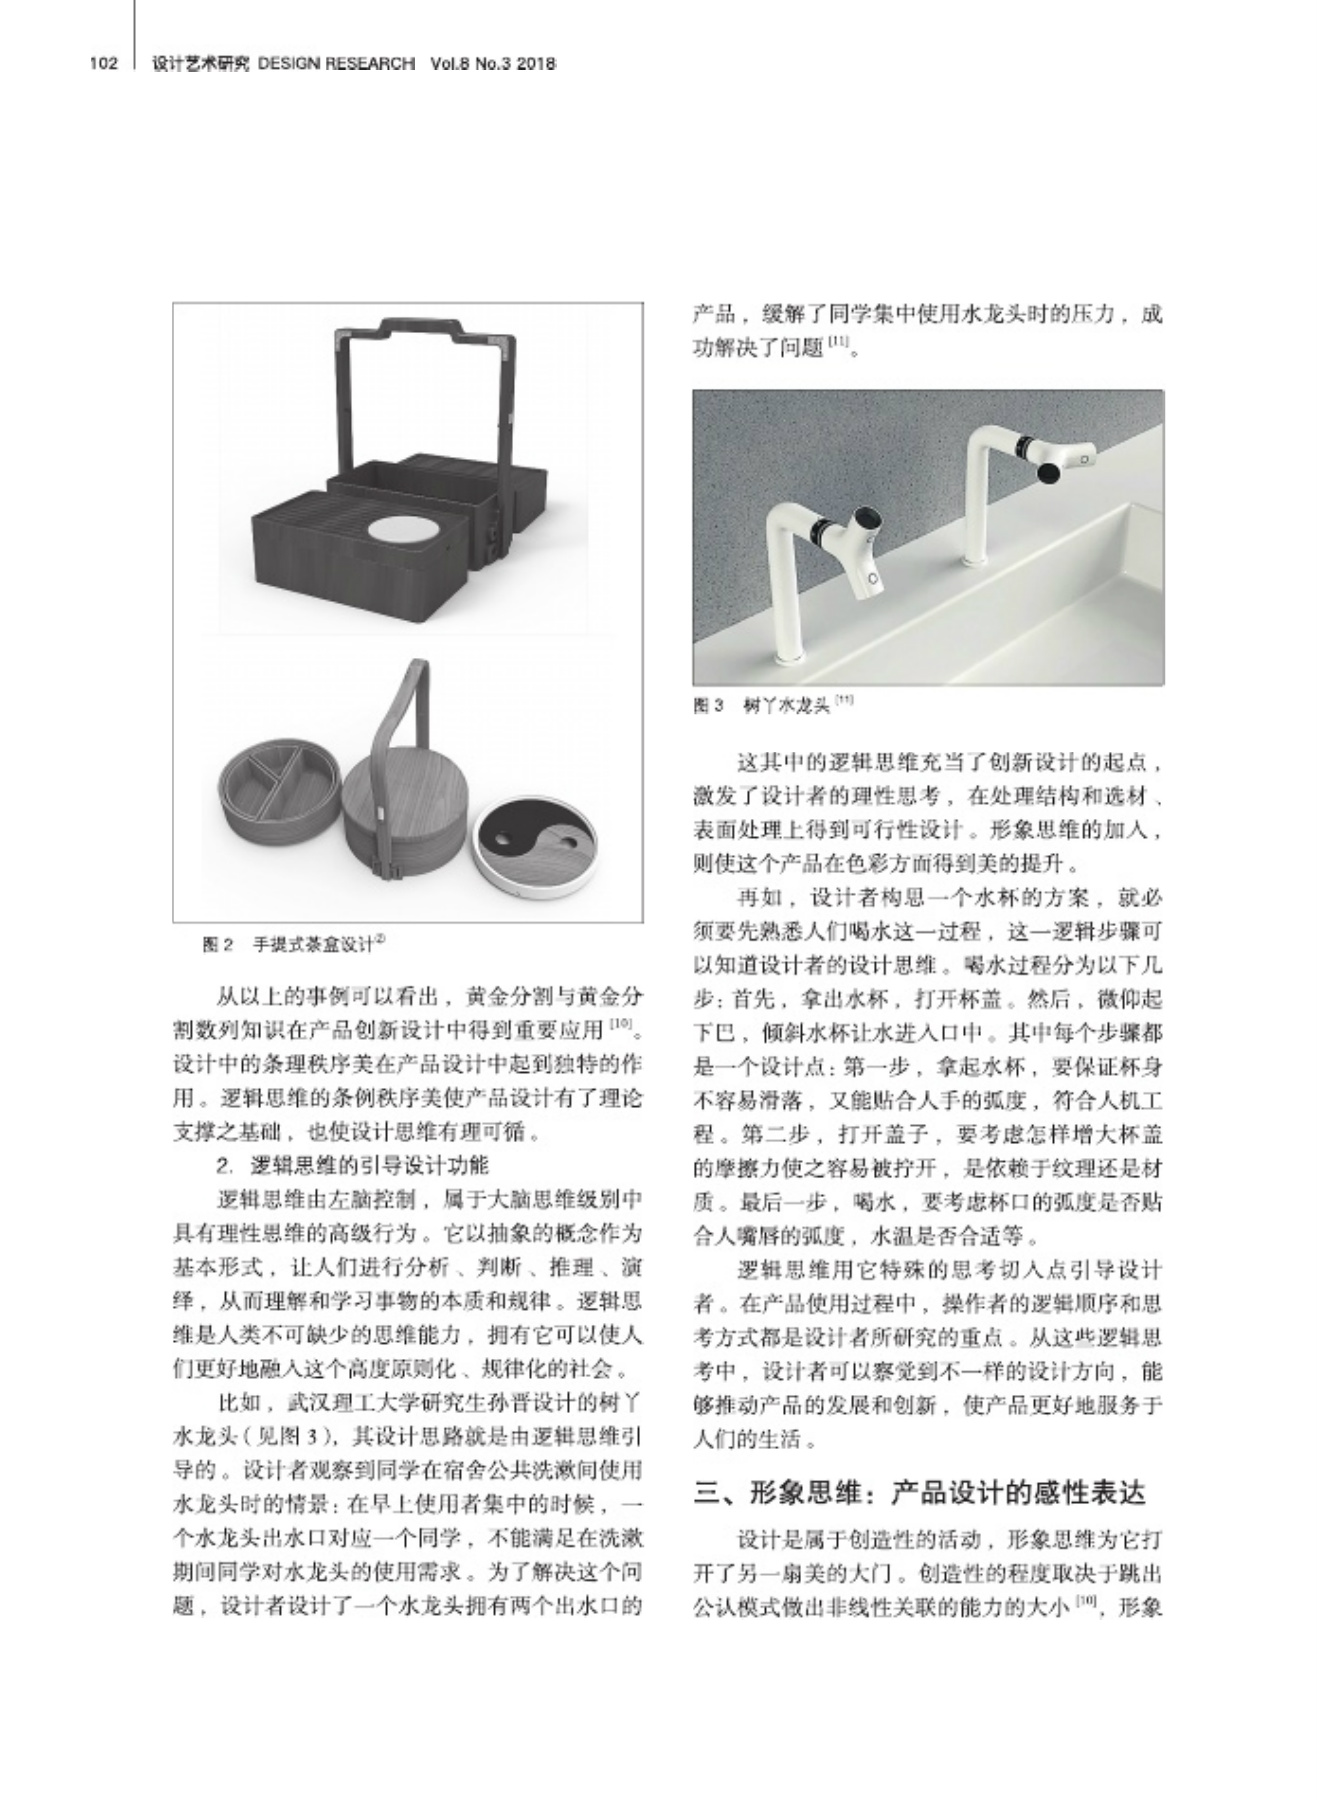 102 设计艺术研究 DESIGN RESEARCH Vol.8 No.3 2018
图 2 手提式茶盒设计②
从以上的事例可以看出，黄金分割与黄金分
割数列知识在产品创新设计中得到重要应用 [10]。
设计中的条理秩序美在产品设计中起到独特的作
用。逻辑思维的条例秩序美使产品设计有了理论
支撑之基础，也使设计思维有理可循。
2. 逻辑思维的引导设计功能
逻辑思维由左脑控制，属于大脑思维级别中
具有理性思维的高级行为。它以抽象的概念作为
基本形式，让人们进行分析、判断、推理、演
绎，从而理解和学习事物的本质和规律。逻辑思
维是人类不可缺少的思维能力，拥有它可以使人
们更好地融入这个高度原则化、规律化的社会。
比如，武汉理工大学研究生孙晋设计的树丫
水龙头（见图 3），其设计思路就是由逻辑思维引
导的。设计者观察到同学在宿舍公共洗漱间使用
水龙头时的情景：在早上使用者集中的时候，一
个水龙头出水口对应一个同学，不能满足在洗漱
期间同学对水龙头的使用需求。为了解决这个问
题，设计者设计了一个水龙头拥有两个出水口的
产品，缓解了同学集中使用水龙头时的压力，成
功解决了问题 [11]。
图 3 树丫水龙头 [11]
这其中的逻辑思维充当了创新设计的起点，
激发了设计者的理性思考，在处理结构和选材、
表面处理上得到可行性设计。形象思维的加人，
则使这个产品在色彩方面得到美的提升。
再如，设计者构思一个水杯的方案，就必
须要先熟悉人们喝水这一过程，这一逻辑步骤可
以知道设计者的设计思维。喝水过程分为以下几
步：首先，拿出水杯，打开杯盖。然后，微仰起
下巴，倾斜水杯让水进入口中。其中每个步骤都
是一个设计点：第一步，拿起水杯，要保证杯身
不容易滑落，又能贴合人手的弧度，符合人机工
程。第二步，打开盖子，要考虑怎样增大杯盖
的摩擦力使之容易被拧开，是依赖于纹理还是材
质。最后一步，喝水，要考虑杯口的弧度是否贴
合人嘴唇的弧度，水温是否合适等。
逻辑思维用它特殊的思考切入点引导设计
者。在产品使用过程中，操作者的逻辑顺序和思
考方式都是设计者所研究的重点。从这些逻辑思
考中，设计者可以察觉到不一样的设计方向，能
够推动产品的发展和创新，使产品更好地服务于
人们的生活。
三、形象思维：产品设计的感性表达
设计是属于创造性的活动，形象思维为它打
开了另一扇美的大门。创造性的程度取决于跳出
公认模式做出非线性关联的能力的大小 [10]，形象